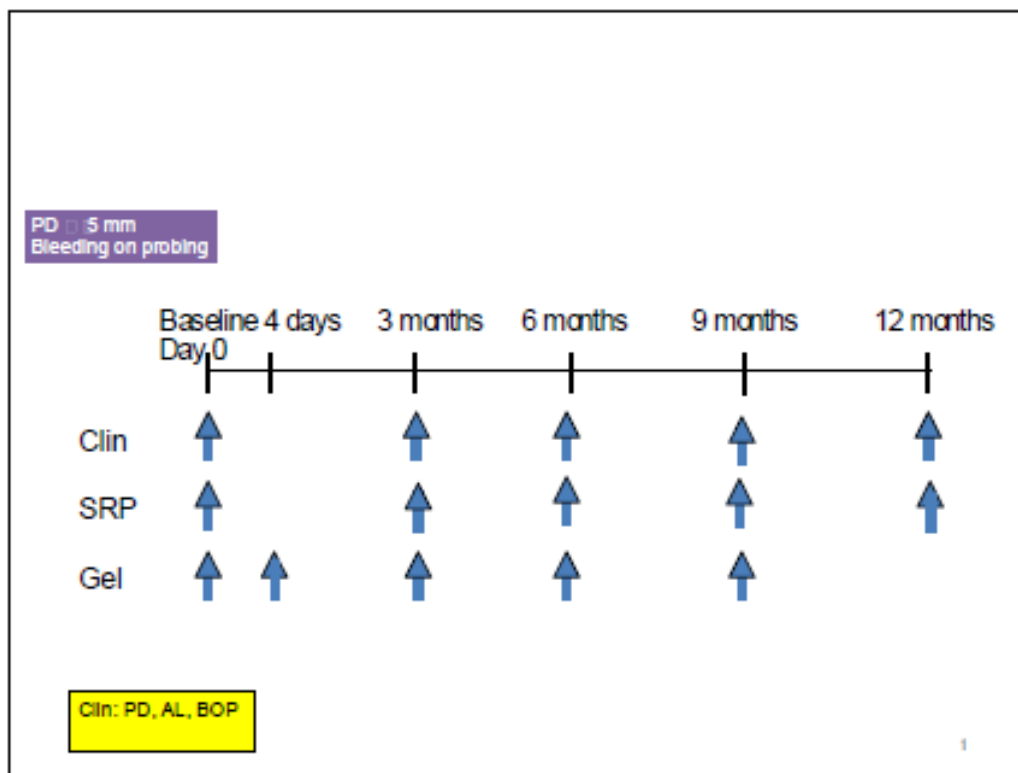 PD 5 mm
Bleeding on probing
Baseline 4 days 3 months 6 months 9 months 12 months
Day 0
Clin
SRP
Gel
Clin: PD, AL, BOP
1